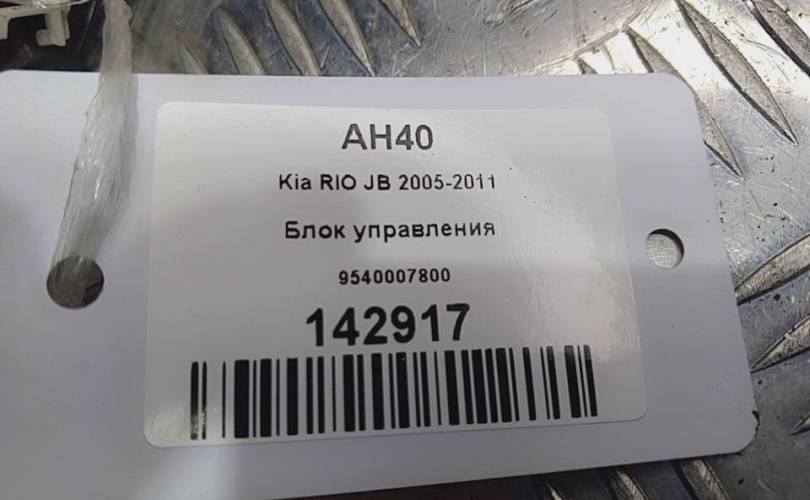 AH40
Kia RIO JB 2005-2011
Блок управления
9540007800
142917